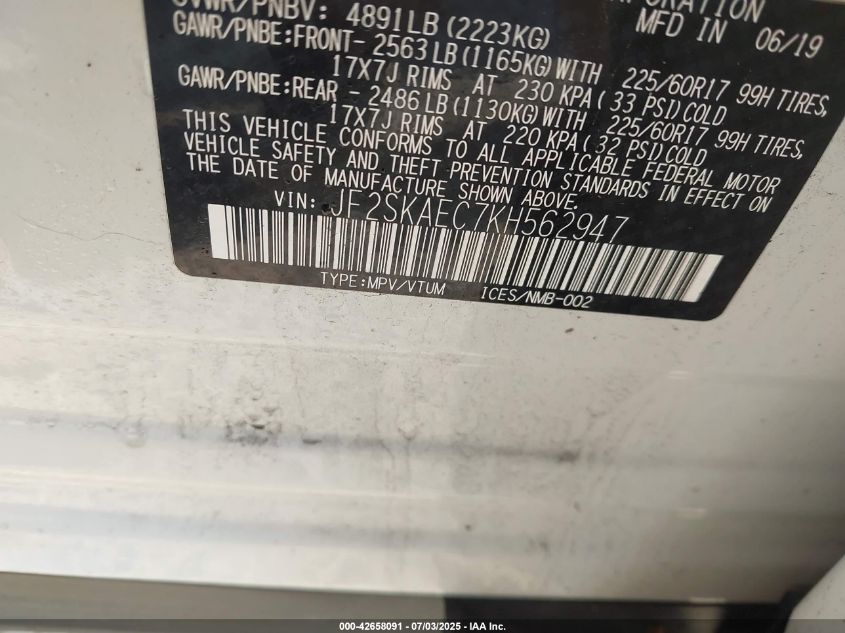 MFD IN 06/19
GVWR/PNBV: 4891LB (2223KG)
GAWR/PNBE:FRONT- 2563 LB (1165KG) WITH 225/60R17 99H TIRES,
17X7J RIMS AT 230 KPA( 33 PSI) COLD
GAWR/PNBE:REAR - 2486 LB (1130KG) WITH 225/60R17 99H TIRES,
17X7J RIMS AT 220 KPA( 32 PSI) COLD
THIS VEHICLE CONFORMS TO ALL APPLICABLE FEDERAL MOTOR
VEHICLE SAFETY AND THEFT PREVENTION STANDARDS IN EFFECT ON
THE DATE OF MANUFACTURE SHOWN ABOVE.
VIN: JF2SKAEC7KH562947
TYPE:MPV/VTUM ICES/NMB-002
000-42658091 - 07/03/2025 - IAA Inc.